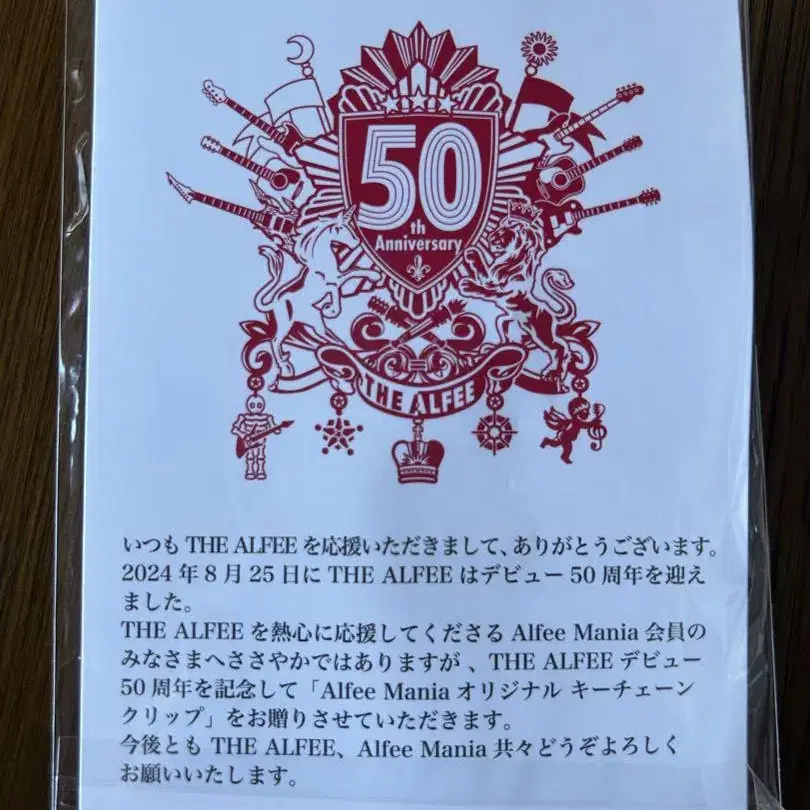 50
th
Anniversary
THE ALFEE
いつも THE ALFEE を応援いただきまして、ありがとうございます。
2024 年 8 月 25 日に THE ALFEE はデビュー 50 周年を迎え
ました。
THE ALFEE を熱心に応援してくださる Alfee Mania 会員の
みなさまへささやかではありますが 、THE ALFEE デビュー
50 周年を記念して「Alfee Mania オリジナル キーチェーン
クリップ」をお贈りさせていただきます。
今後とも THE ALFEE、Alfee Mania 共々どうぞよろしく
お願いいたします。